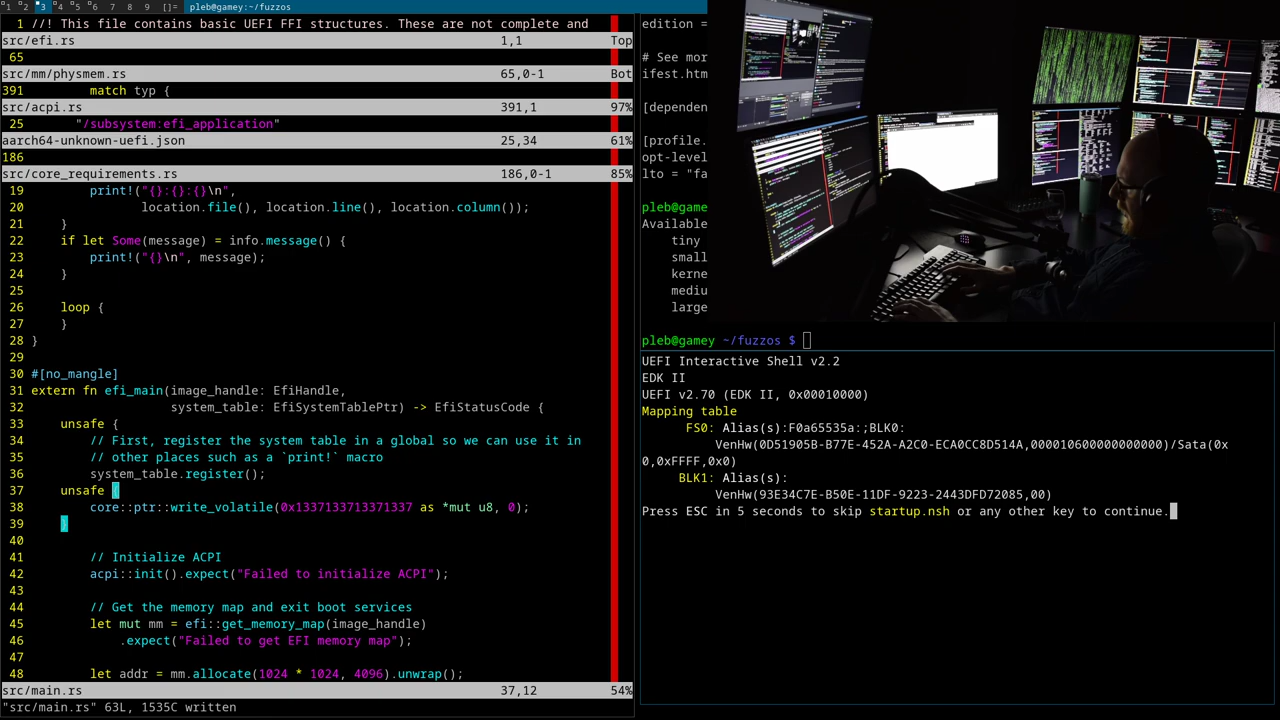 1 2 3 4 5 6 7 8 9 []= pleb@gamey:~/fuzzos
1 //! This file contains basic UEFI FFI structures. These are not complete and
src/efi.rs 1,1 Top
65
src/mm/physmem.rs 65,0-1 Bot
391 match typ {
src/acpi.rs 391,1 97%
25 "/subsystem:efi_application"
aarch64-unknown-uefi.json 25,34 61%
186
src/core_requirements.rs 186,0-1 85%
19 print!("{}:{}:{}\n",
20 location.file(), location.line(), location.column());
21 }
22 if let Some(message) = info.message() {
23 print!("{}\n", message);
24 }
25
26 loop {
27 }
28 }
29
30 #[no_mangle]
31 extern fn efi_main(image_handle: EfiHandle,
32 system_table: EfiSystemTablePtr) -> EfiStatusCode {
33 unsafe {
34 // First, register the system table in a global so we can use it in
35 // other places such as a `print!` macro
36 system_table.register();
37 unsafe {
38 core::ptr::write_volatile(0x1337133713371337 as *mut u8, 0);
39 }
40
41 // Initialize ACPI
42 acpi::init().expect("Failed to initialize ACPI");
43
44 // Get the memory map and exit boot services
45 let mut mm = efi::get_memory_map(image_handle)
46 .expect("Failed to get EFI memory map");
47
48 let addr = mm.allocate(1024 * 1024, 4096).unwrap();
src/main.rs 37,12 54%
"src/main.rs" 63L, 1535C written
edition =
# See mor
ifest.htm
[dependen
[profile.
opt-level
lto = "fa
pleb@game
Available
tiny
small
kerne
mediu
large
pleb@gamey ~/fuzzos $
UEFI Interactive Shell v2.2
EDK II
UEFI v2.70 (EDK II, 0x00010000)
Mapping table
FS0: Alias(s):F0a65535a:;BLK0:
VenHw(0D51905B-B77E-452A-A2C0-ECA0CC8D514A,000010600000000000)/Sata(0x
0,0xFFFF,0x0)
BLK1: Alias(s):
VenHw(93E34C7E-B50E-11DF-9223-2443DFD72085,00)
Press ESC in 5 seconds to skip startup.nsh or any other key to continue.